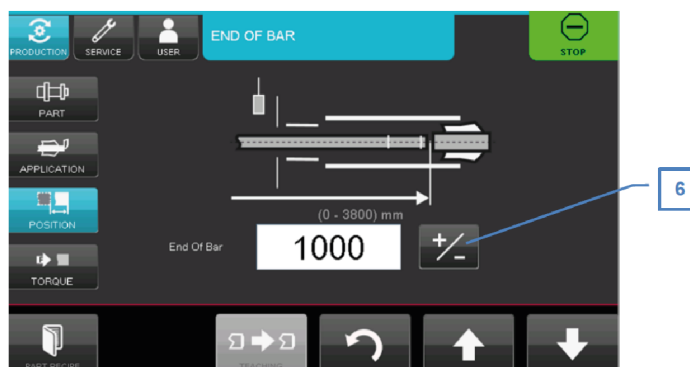 PRODUCTION
SERVICE
USER
END OF BAR
STOP
PART
APPLICATION
POSITION
TORQUE
(0 - 3800) mm
End Of Bar
1000
+/-
6
PART RECIPE
TEACHING